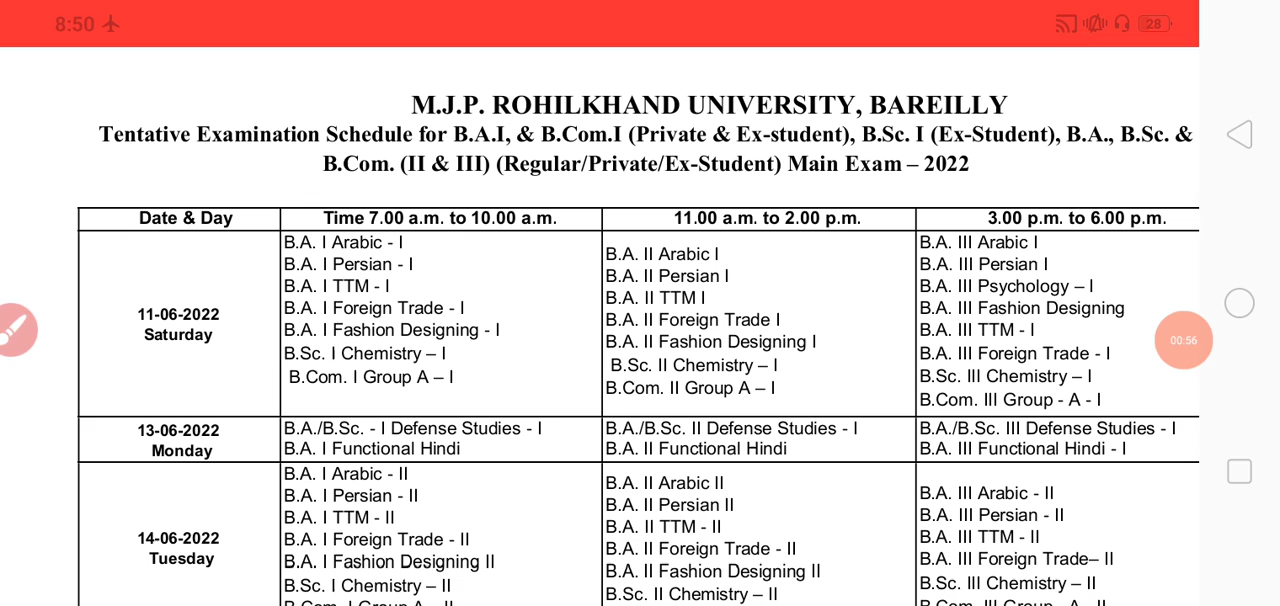 8:50
28
M.J.P. ROHILKHAND UNIVERSITY, BAREILLY
Tentative Examination Schedule for B.A.I, & B.Com.I (Private & Ex-student), B.Sc. I (Ex-Student), B.A., B.Sc. &
B.Com. (II & III) (Regular/Private/Ex-Student) Main Exam – 2022
Date & Day
Time 7.00 a.m. to 10.00 a.m.
11.00 a.m. to 2.00 p.m.
3.00 p.m. to 6.00 p.m.
11-06-2022
Saturday
B.A. I Arabic - I
B.A. I Persian - I
B.A. I TTM - I
B.A. I Foreign Trade - I
B.A. I Fashion Designing - I
B.Sc. I Chemistry – I
B.Com. I Group A – I
B.A. II Arabic I
B.A. II Persian I
B.A. II TTM I
B.A. II Foreign Trade I
B.A. II Fashion Designing I
B.Sc. II Chemistry – I
B.Com. II Group A – I
B.A. III Arabic I
B.A. III Persian I
B.A. III Psychology – I
B.A. III Fashion Designing
B.A. III TTM - I
B.A. III Foreign Trade - I
B.Sc. III Chemistry – I
B.Com. III Group - A - I
00:56
13-06-2022
Monday
B.A./B.Sc. - I Defense Studies - I
B.A. I Functional Hindi
B.A./B.Sc. II Defense Studies - I
B.A. II Functional Hindi
B.A./B.Sc. III Defense Studies - I
B.A. III Functional Hindi - I
14-06-2022
Tuesday
B.A. I Arabic - II
B.A. I Persian - II
B.A. I TTM - II
B.A. I Foreign Trade - II
B.A. I Fashion Designing II
B.Sc. I Chemistry – II
B.Com. I Group A – II
B.A. II Arabic II
B.A. II Persian II
B.A. II TTM - II
B.A. II Foreign Trade - II
B.A. II Fashion Designing II
B.Sc. II Chemistry – II
B.A. III Arabic - II
B.A. III Persian - II
B.A. III TTM - II
B.A. III Foreign Trade– II
B.Sc. III Chemistry – II
B.Com. III Group - A - II